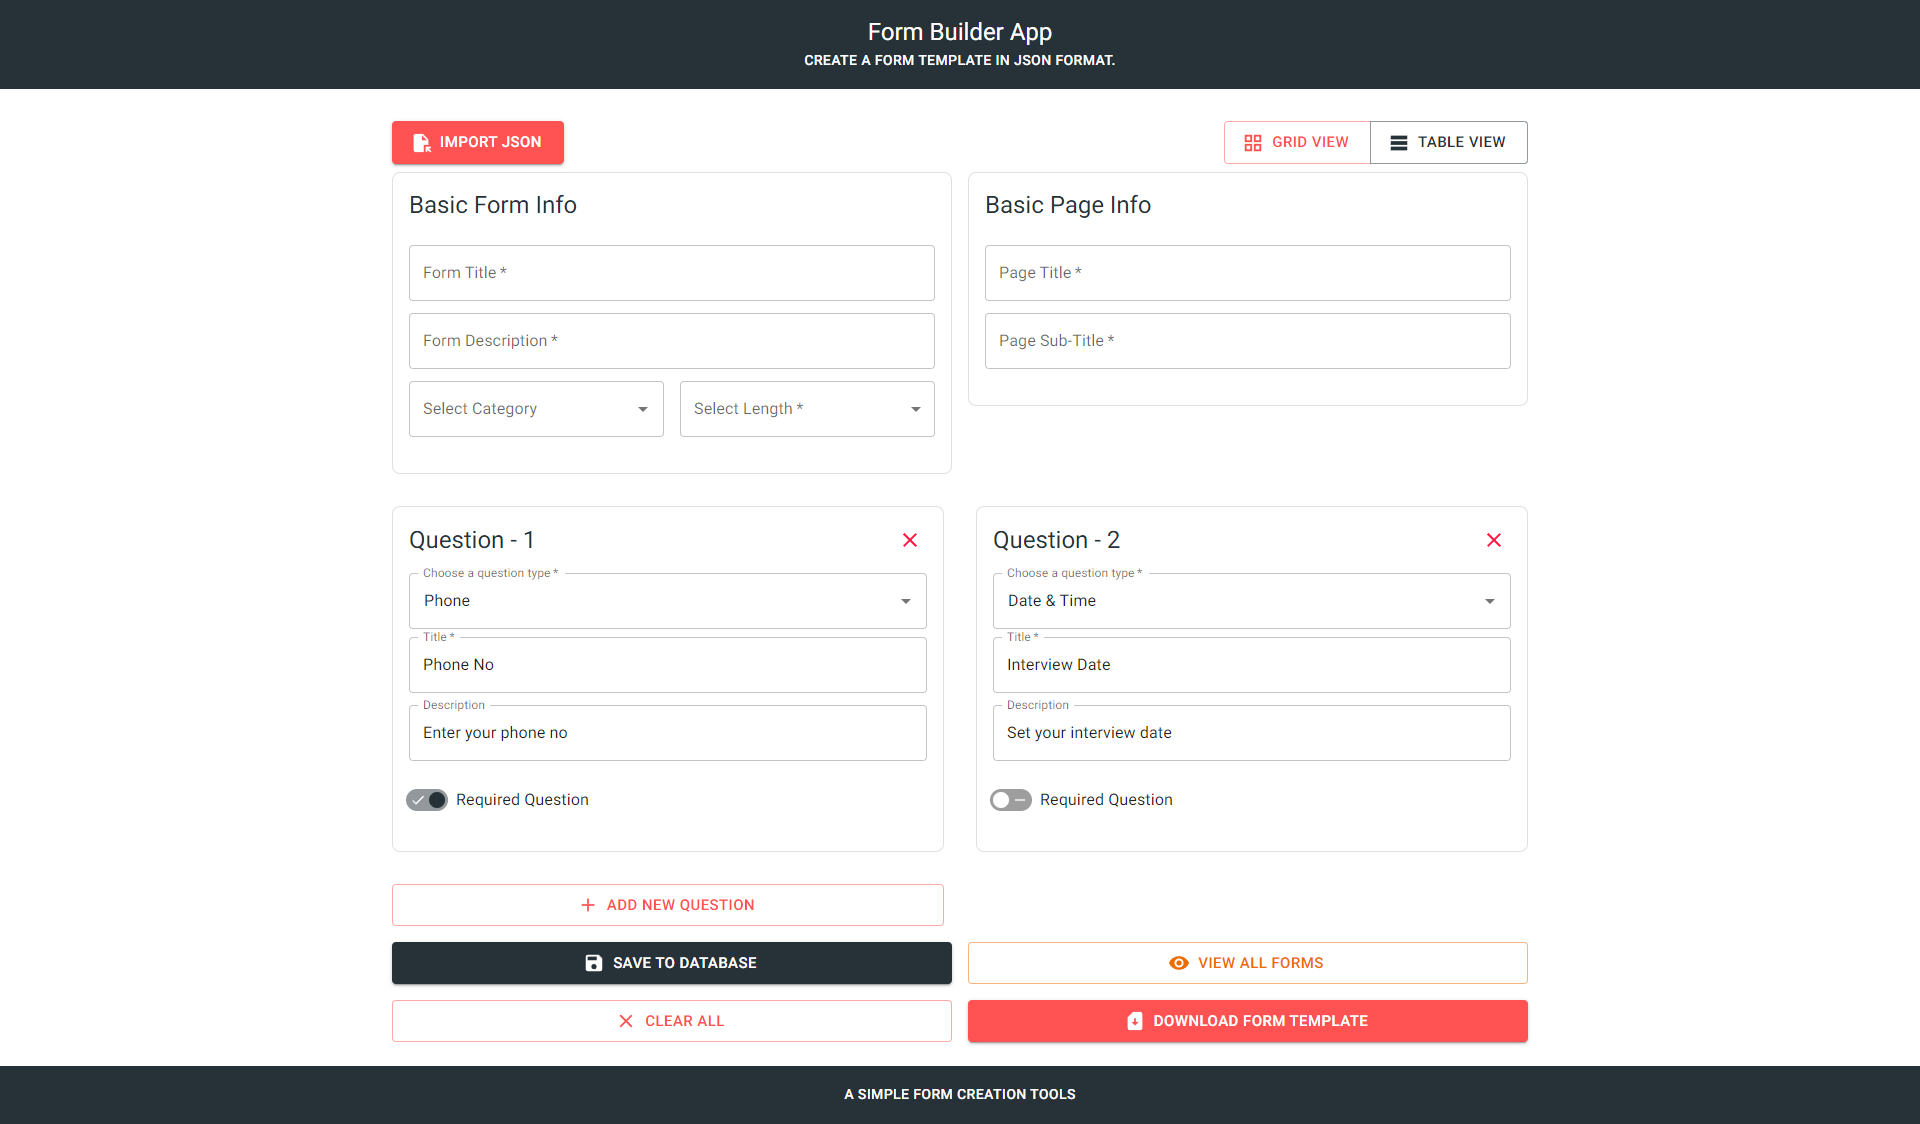 Form Builder App
CREATE A FORM TEMPLATE IN JSON FORMAT.
IMPORT JSON
GRID VIEW
TABLE VIEW
Basic Form Info
Form Title *
Form Description *
Select Category
Select Length *
Basic Page Info
Page Title *
Page Sub-Title *
Question - 1
Choose a question type *
Phone
Title *
Phone No
Description
Enter your phone no
Required Question
Question - 2
Choose a question type *
Date & Time
Title *
Interview Date
Description
Set your interview date
Required Question
ADD NEW QUESTION
SAVE TO DATABASE
VIEW ALL FORMS
CLEAR ALL
DOWNLOAD FORM TEMPLATE
A SIMPLE FORM CREATION TOOLS